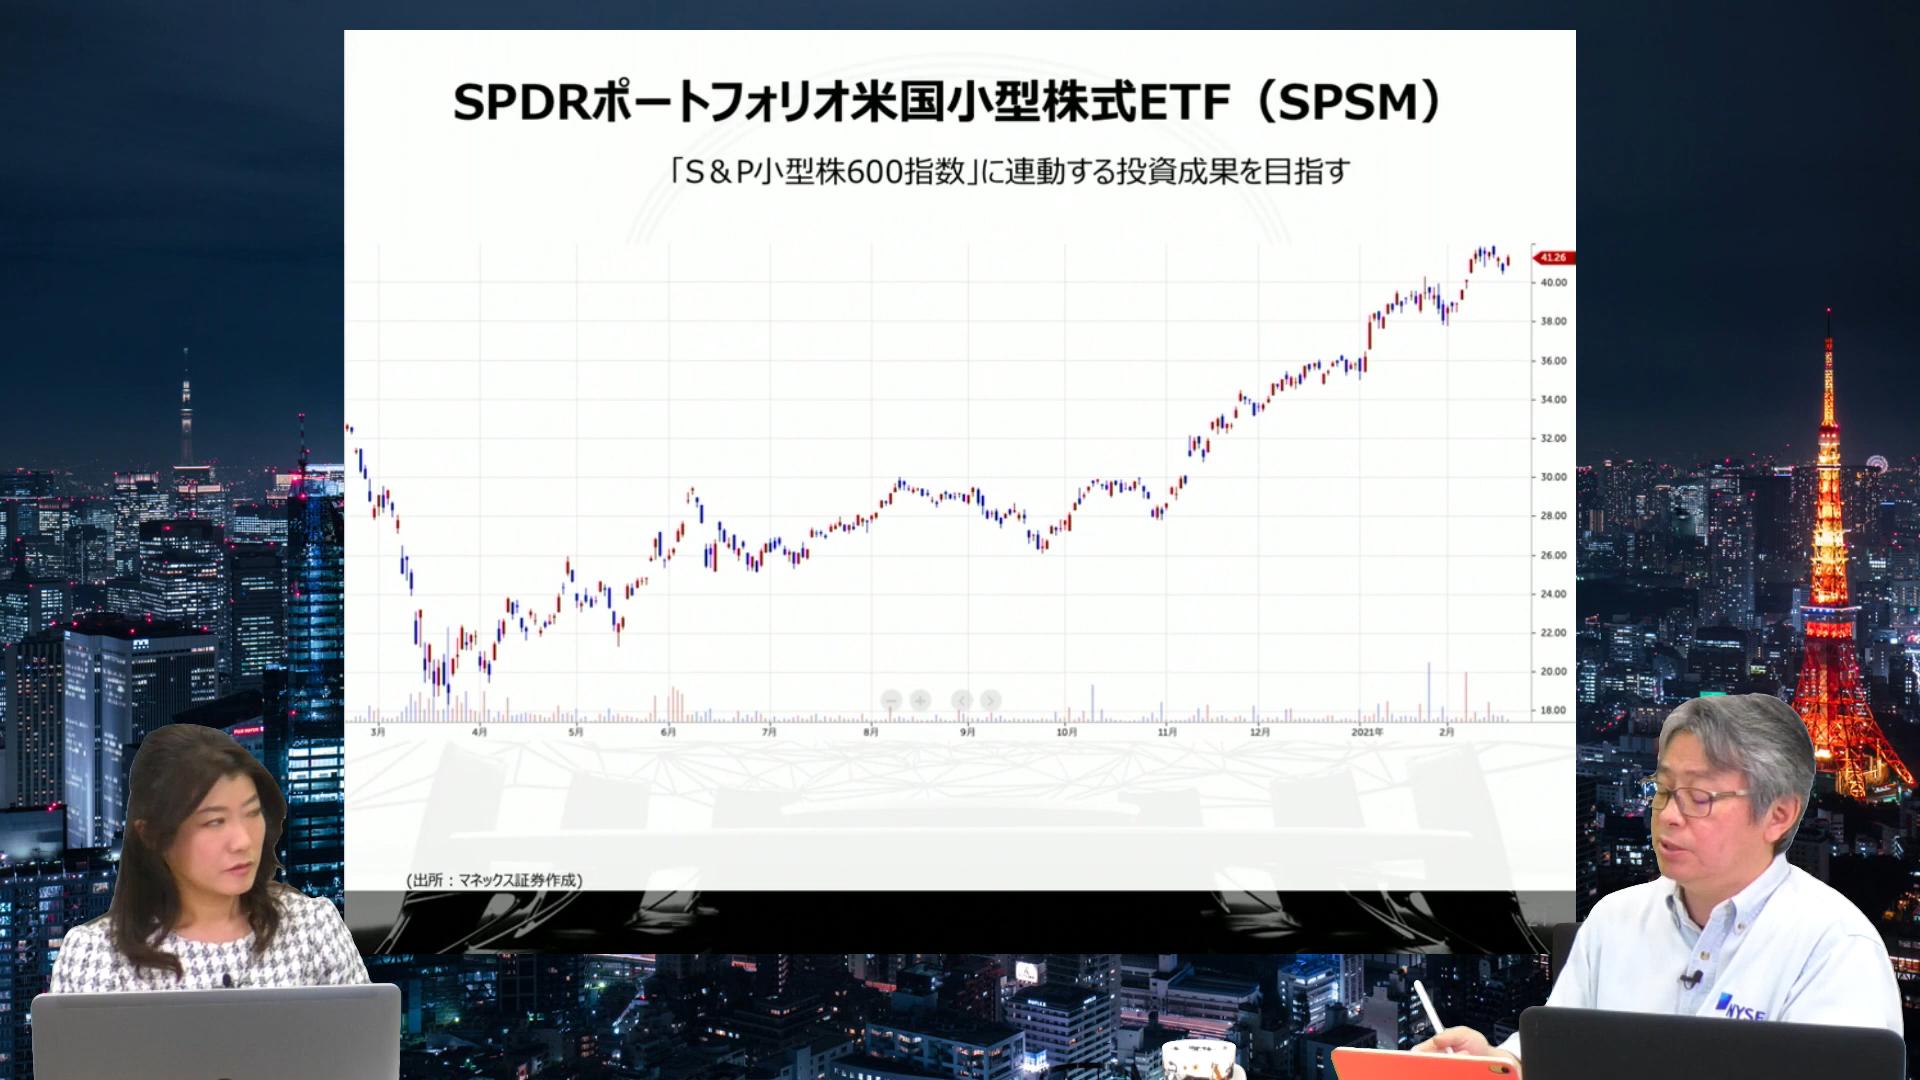 SPDRポートフォリオ米国小型株式ETF（SPSM）
「S＆P小型株600指数」に連動する投資成果を目指す
41.26
40.00
38.00
36.00
34.00
32.00
30.00
28.00
26.00
24.00
22.00
20.00
18.00
3月 4月 5月 6月 7月 8月 9月 10月 11月 12月 2021年 2月
(出所：マネックス証券作成)
NYSE